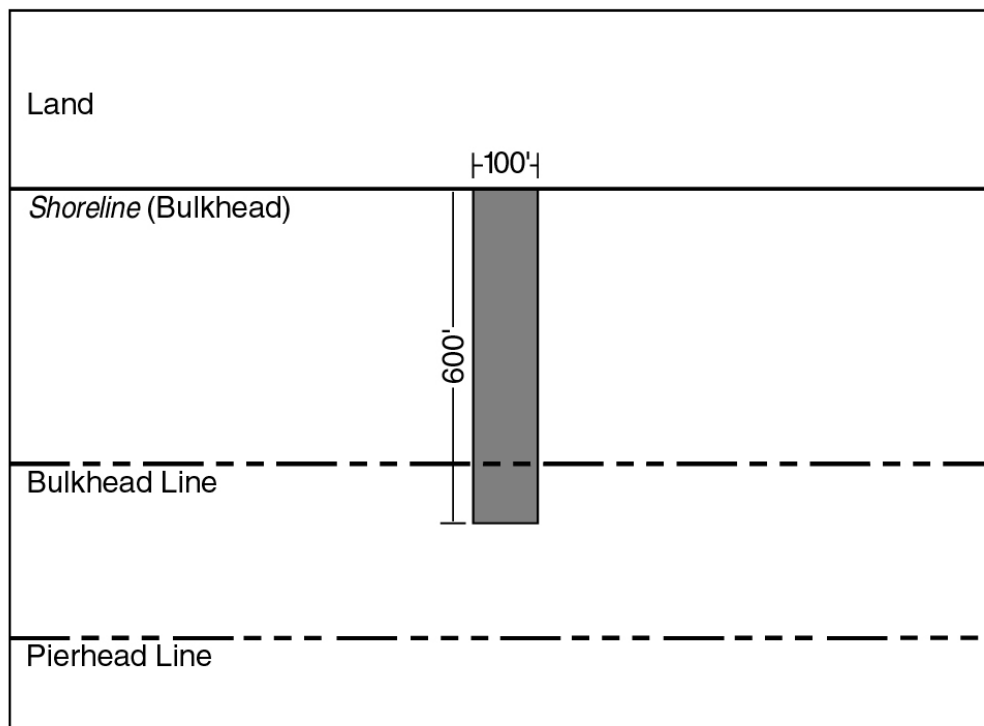 Land
100'
Shoreline (Bulkhead)
600'
Bulkhead Line
Pierhead Line